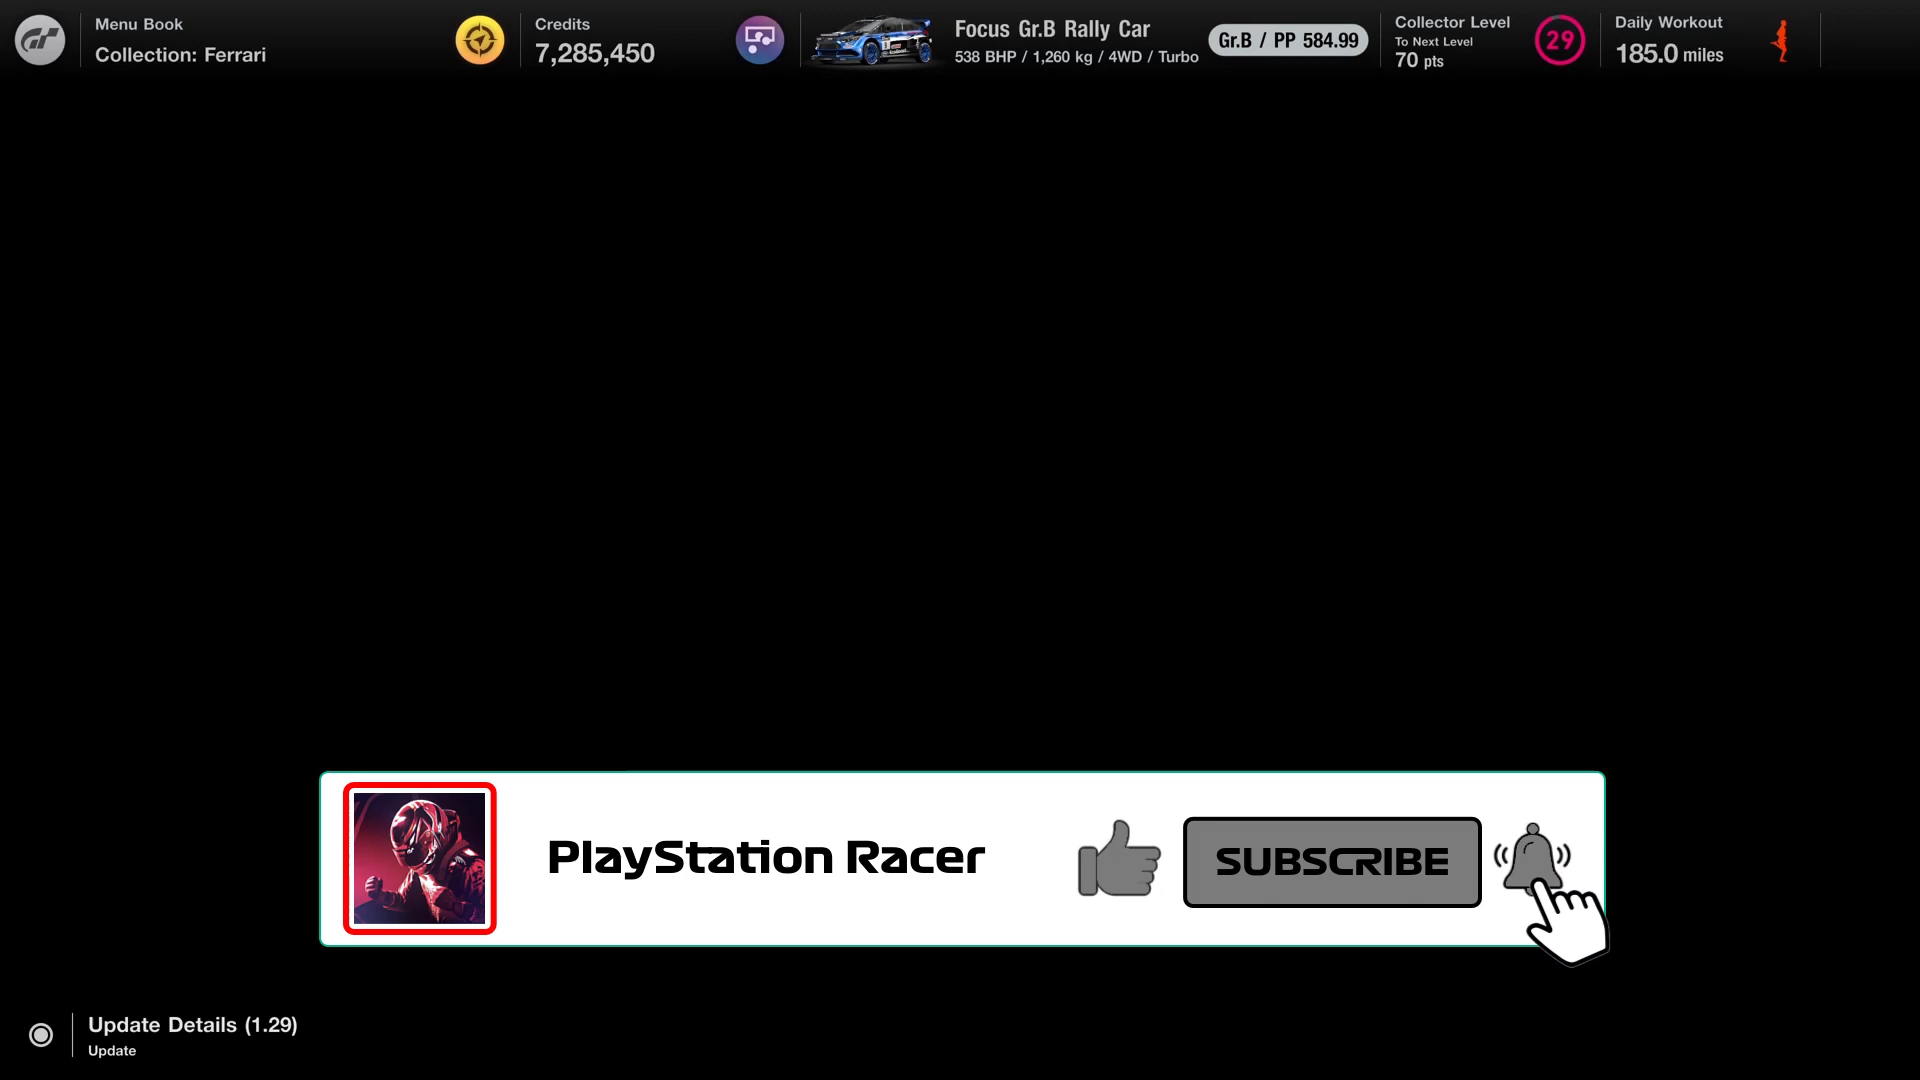 Menu Book
Collection: Ferrari
Credits
7,285,450
Focus Gr.B Rally Car
538 BHP / 1,260 kg / 4WD / Turbo
Gr.B / PP 584.99
Collector Level
To Next Level
70 pts
29
Daily Workout
185.0 miles
PlayStation Racer
SUBSCRIBE
Update Details (1.29)
Update